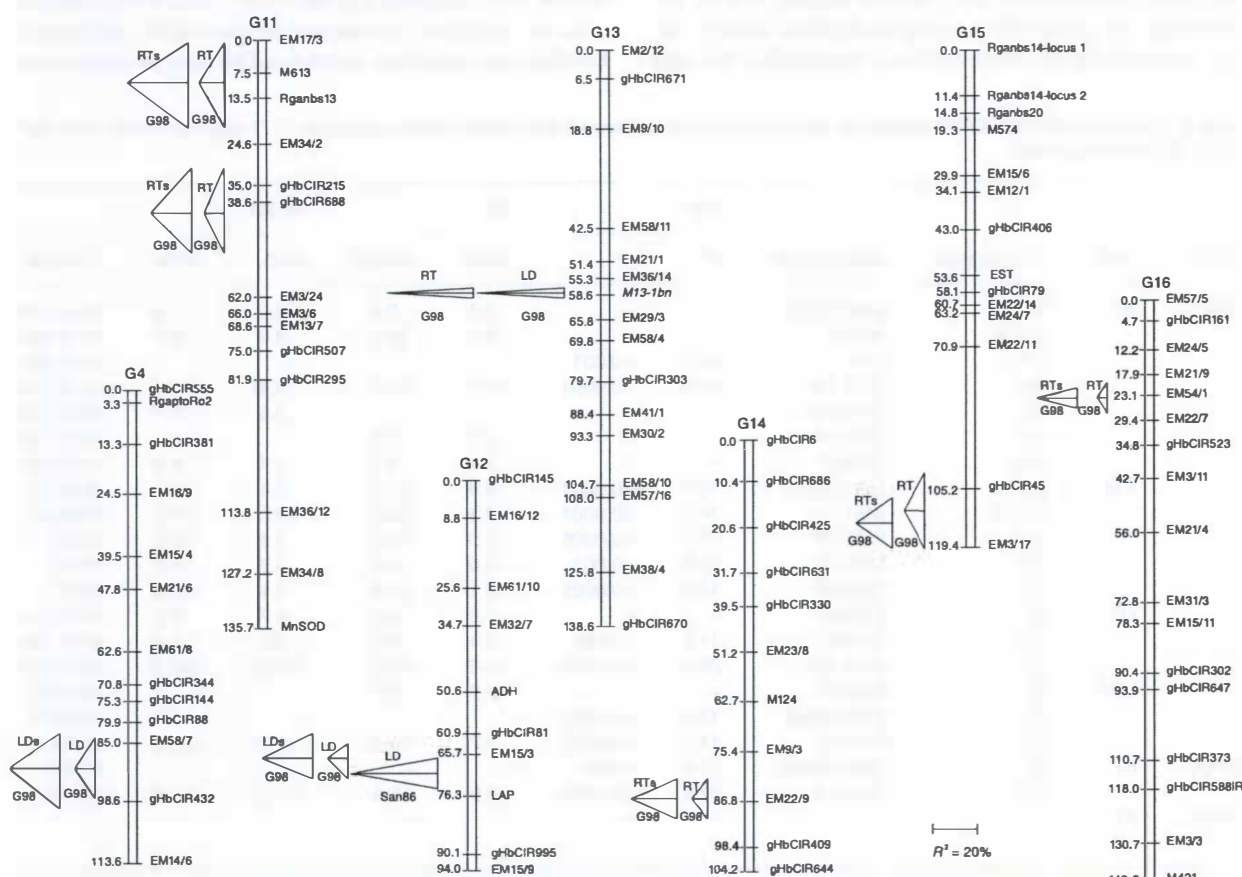 G11
0.0 EM17/3
7.5 M613
13.5 Rganbs13
24.6 EM34/2
35.0 gHbCIR215
38.6 gHbCIR688
62.0 EM3/24
66.0 EM3/6
68.6 EM13/7
75.0 gHbCIR507
81.9 gHbCIR295
113.8 EM36/12
127.2 EM34/8
135.7 MnSOD
RTs RT
G98 G98
RTs RT
G98 G98
G13
0.0 EM2/12
6.5 gHbCIR671
18.8 EM9/10
42.5 EM58/11
51.4 EM21/1
55.3 EM36/14
58.6 M13-1bn
65.8 EM29/3
69.8 EM58/4
79.7 gHbCIR303
88.4 EM41/1
93.3 EM30/2
104.7 EM58/10
108.0 EM57/16
125.8 EM38/4
138.6 gHbCIR670
RT LD
G98 G98
G15
0.0 Rganbs14-locus 1
11.4 Rganbs14-locus 2
14.8 Rganbs20
19.3 M574
29.9 EM15/6
34.1 EM12/1
43.0 gHbCIR406
53.6 EST
58.1 gHbCIR79
60.7 EM22/14
63.2 EM24/7
70.9 EM22/11
105.2 gHbCIR45
119.4 EM3/17
RTs RT
G98 G98
G16
0.0 EM57/5
4.7 gHbCIR161
12.2 EM24/5
17.9 EM21/9
23.1 EM54/1
29.4 EM22/7
34.8 gHbCIR523
42.7 EM3/11
56.0 EM21/4
72.8 EM31/3
78.3 EM15/11
90.4 gHbCIR302
93.9 gHbCIR647
110.7 gHbCIR373
118.0 gHbCIR588IR
130.7 EM3/3
M421
RTs RT
G98 G98
G4
0.0 gHbCIR555
3.3 RgaptoRo2
13.3 gHbCIR381
24.5 EM16/9
39.5 EM15/4
47.8 EM21/6
62.6 EM61/8
70.8 gHbCIR344
75.3 gHbCIR144
79.9 gHbCIR88
85.0 EM58/7
98.6 gHbCIR432
113.6 EM14/6
LDs LD
G98 G98
G12
0.0 gHbCIR145
8.8 EM16/12
25.6 EM61/10
34.7 EM32/7
50.6 ADH
60.9 gHbCIR81
65.7 EM15/3
76.3 LAP
90.1 gHbCIR995
94.0 EM15/9
LDs LD LD
G98 G98 San86
G14
0.0 gHbCIR6
10.4 gHbCIR686
20.6 gHbCIR425
31.7 gHbCIR631
39.5 gHbCIR330
51.2 EM23/8
62.7 M124
75.4 EM9/3
86.8 EM22/9
98.4 gHbCIR409
104.2 gHbCIR644
RTs RT
G98 G98
R² = 20%